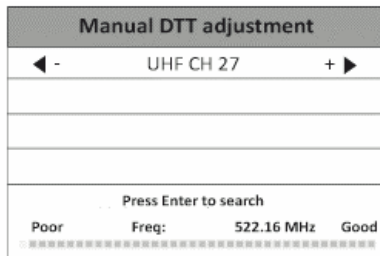 Manual DTT adjustment
◀ - UHF CH 27 + ▶
Press Enter to search
Poor Freq: 522.16 MHz Good